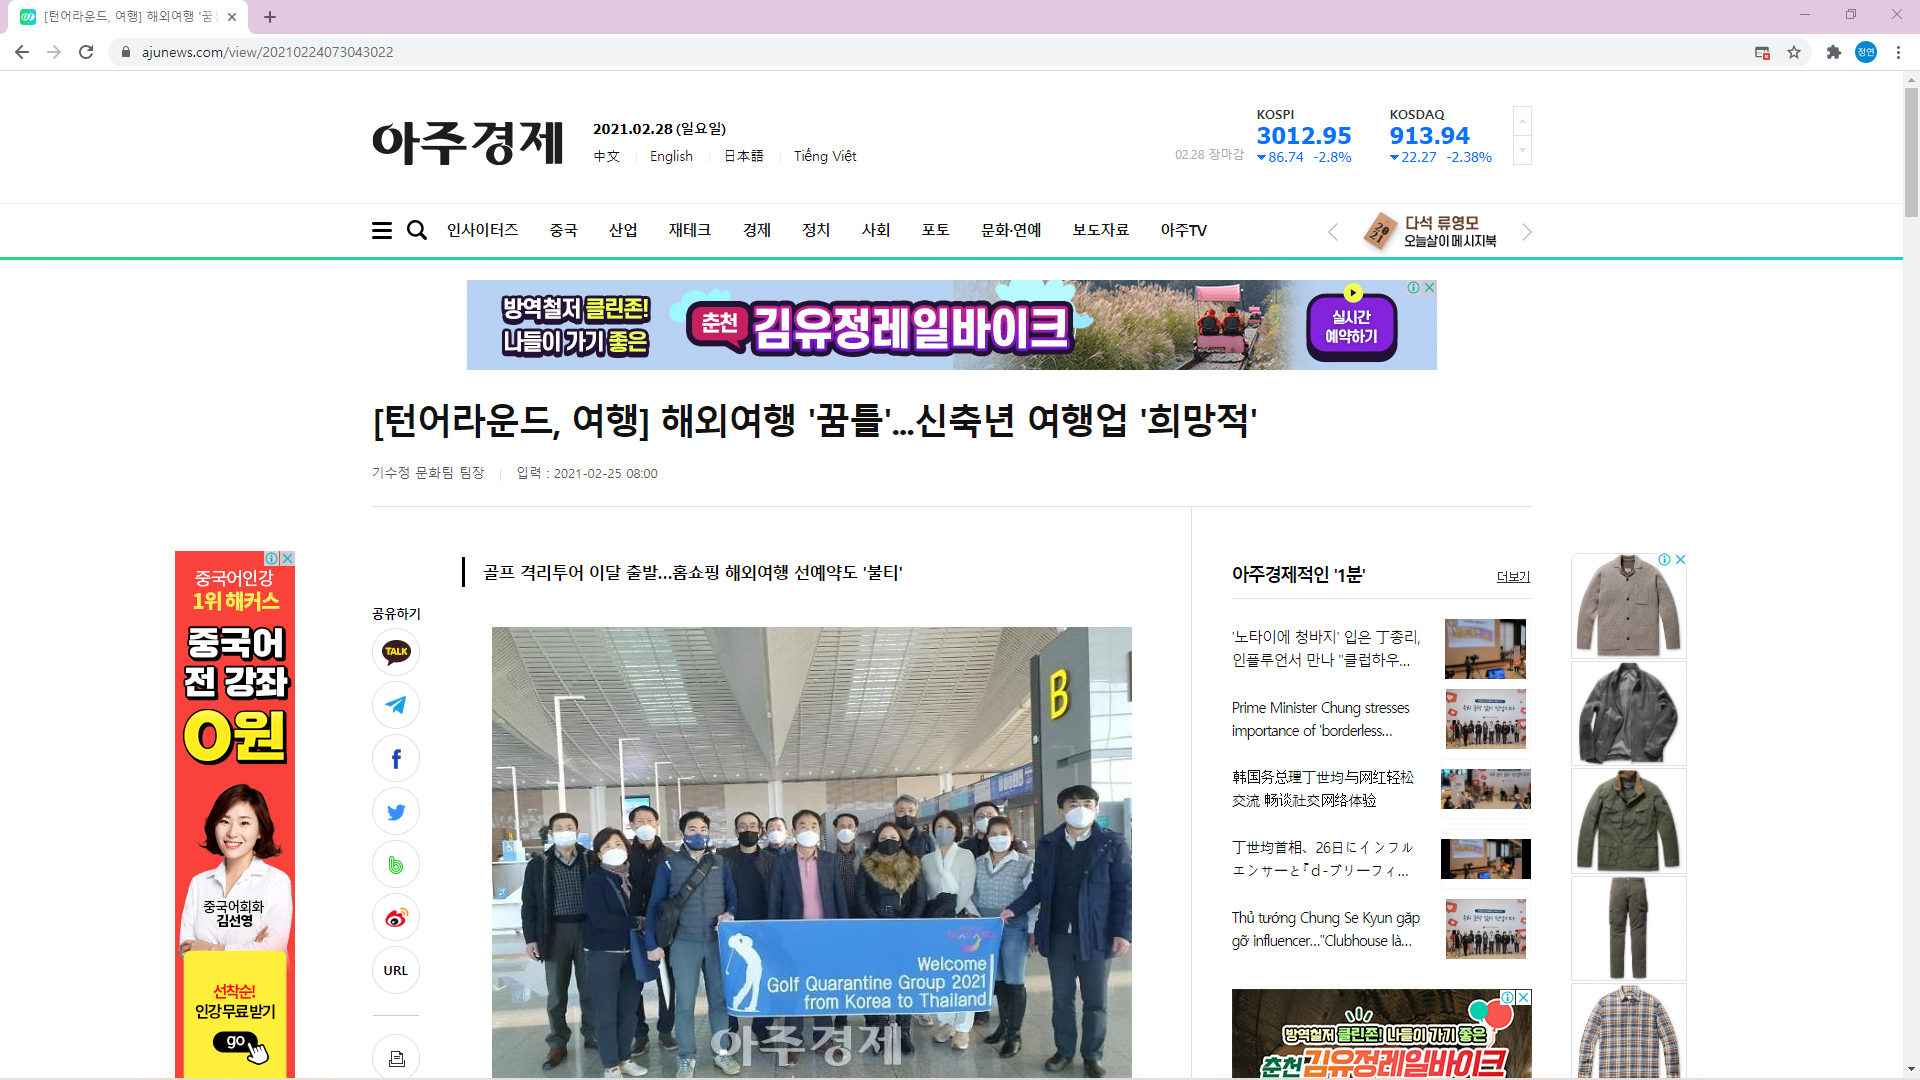 [턴어라운드, 여행] 해외여행 '꿈틀
ajunews.com/view/20210224073043022
정연
아주경제
2021.02.28 (일요일)
中文
English
日本語
Tiếng Việt
02.28 장마감
KOSPI
3012.95
86.74 -2.8%
KOSDAQ
913.94
22.27 -2.38%
인사이터즈
중국
산업
재테크
경제
정치
사회
포토
문화·연예
보도자료
아주TV
2021
다석 류영모
오늘살이 메시지북
방역철저 클린존!
나들이 가기 좋은
춘천 김유정레일바이크
실시간
예약하기
[턴어라운드, 여행] 해외여행 '꿈틀'...신축년 여행업 '희망적'
기수정 문화팀 팀장
입력 : 2021-02-25 08:00
골프 격리투어 이달 출발...홈쇼핑 해외여행 선예약도 '불티'
공유하기
TALK
URL
중국어인강
1위 해커스
중국어
전 강좌
0원
중국어회화
김선영
선착순!
인강 무료 받기
go
B
Welcome
Golf Quarantine Group 2021
from Korea to Thailand
아주경제
아주경제적인 '1분'
더보기
'노타이에 청바지' 입은 丁총리,
인플루언서 만나 "클럽하우...
Prime Minister Chung stresses
importance of 'borderless...
韩国务总理丁世均与网红轻松
交流 畅谈社交网络体验
丁世均首相、26日にインフル
エンサーと『ｄ-ブリーフィ...
Thủ tướng Chung Se Kyun gặp
gỡ influencer..."Clubhouse là...
방역철저 클린존! 나들이 가기 좋은
춘천 김유정레일바이크